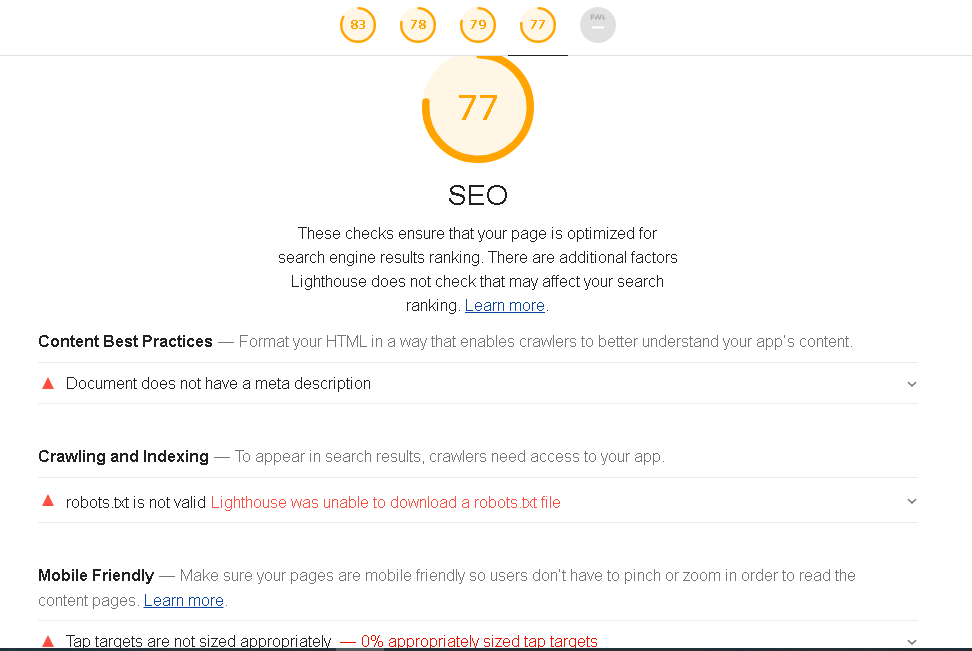 83 78 79 77 PWA
77
SEO
These checks ensure that your page is optimized for
search engine results ranking. There are additional factors
Lighthouse does not check that may affect your search
ranking. Learn more.
Content Best Practices — Format your HTML in a way that enables crawlers to better understand your app's content.
Document does not have a meta description
Crawling and Indexing — To appear in search results, crawlers need access to your app.
robots.txt is not valid Lighthouse was unable to download a robots.txt file
Mobile Friendly — Make sure your pages are mobile friendly so users don't have to pinch or zoom in order to read the
content pages. Learn more.
Tap targets are not sized appropriately — 0% appropriately sized tap targets